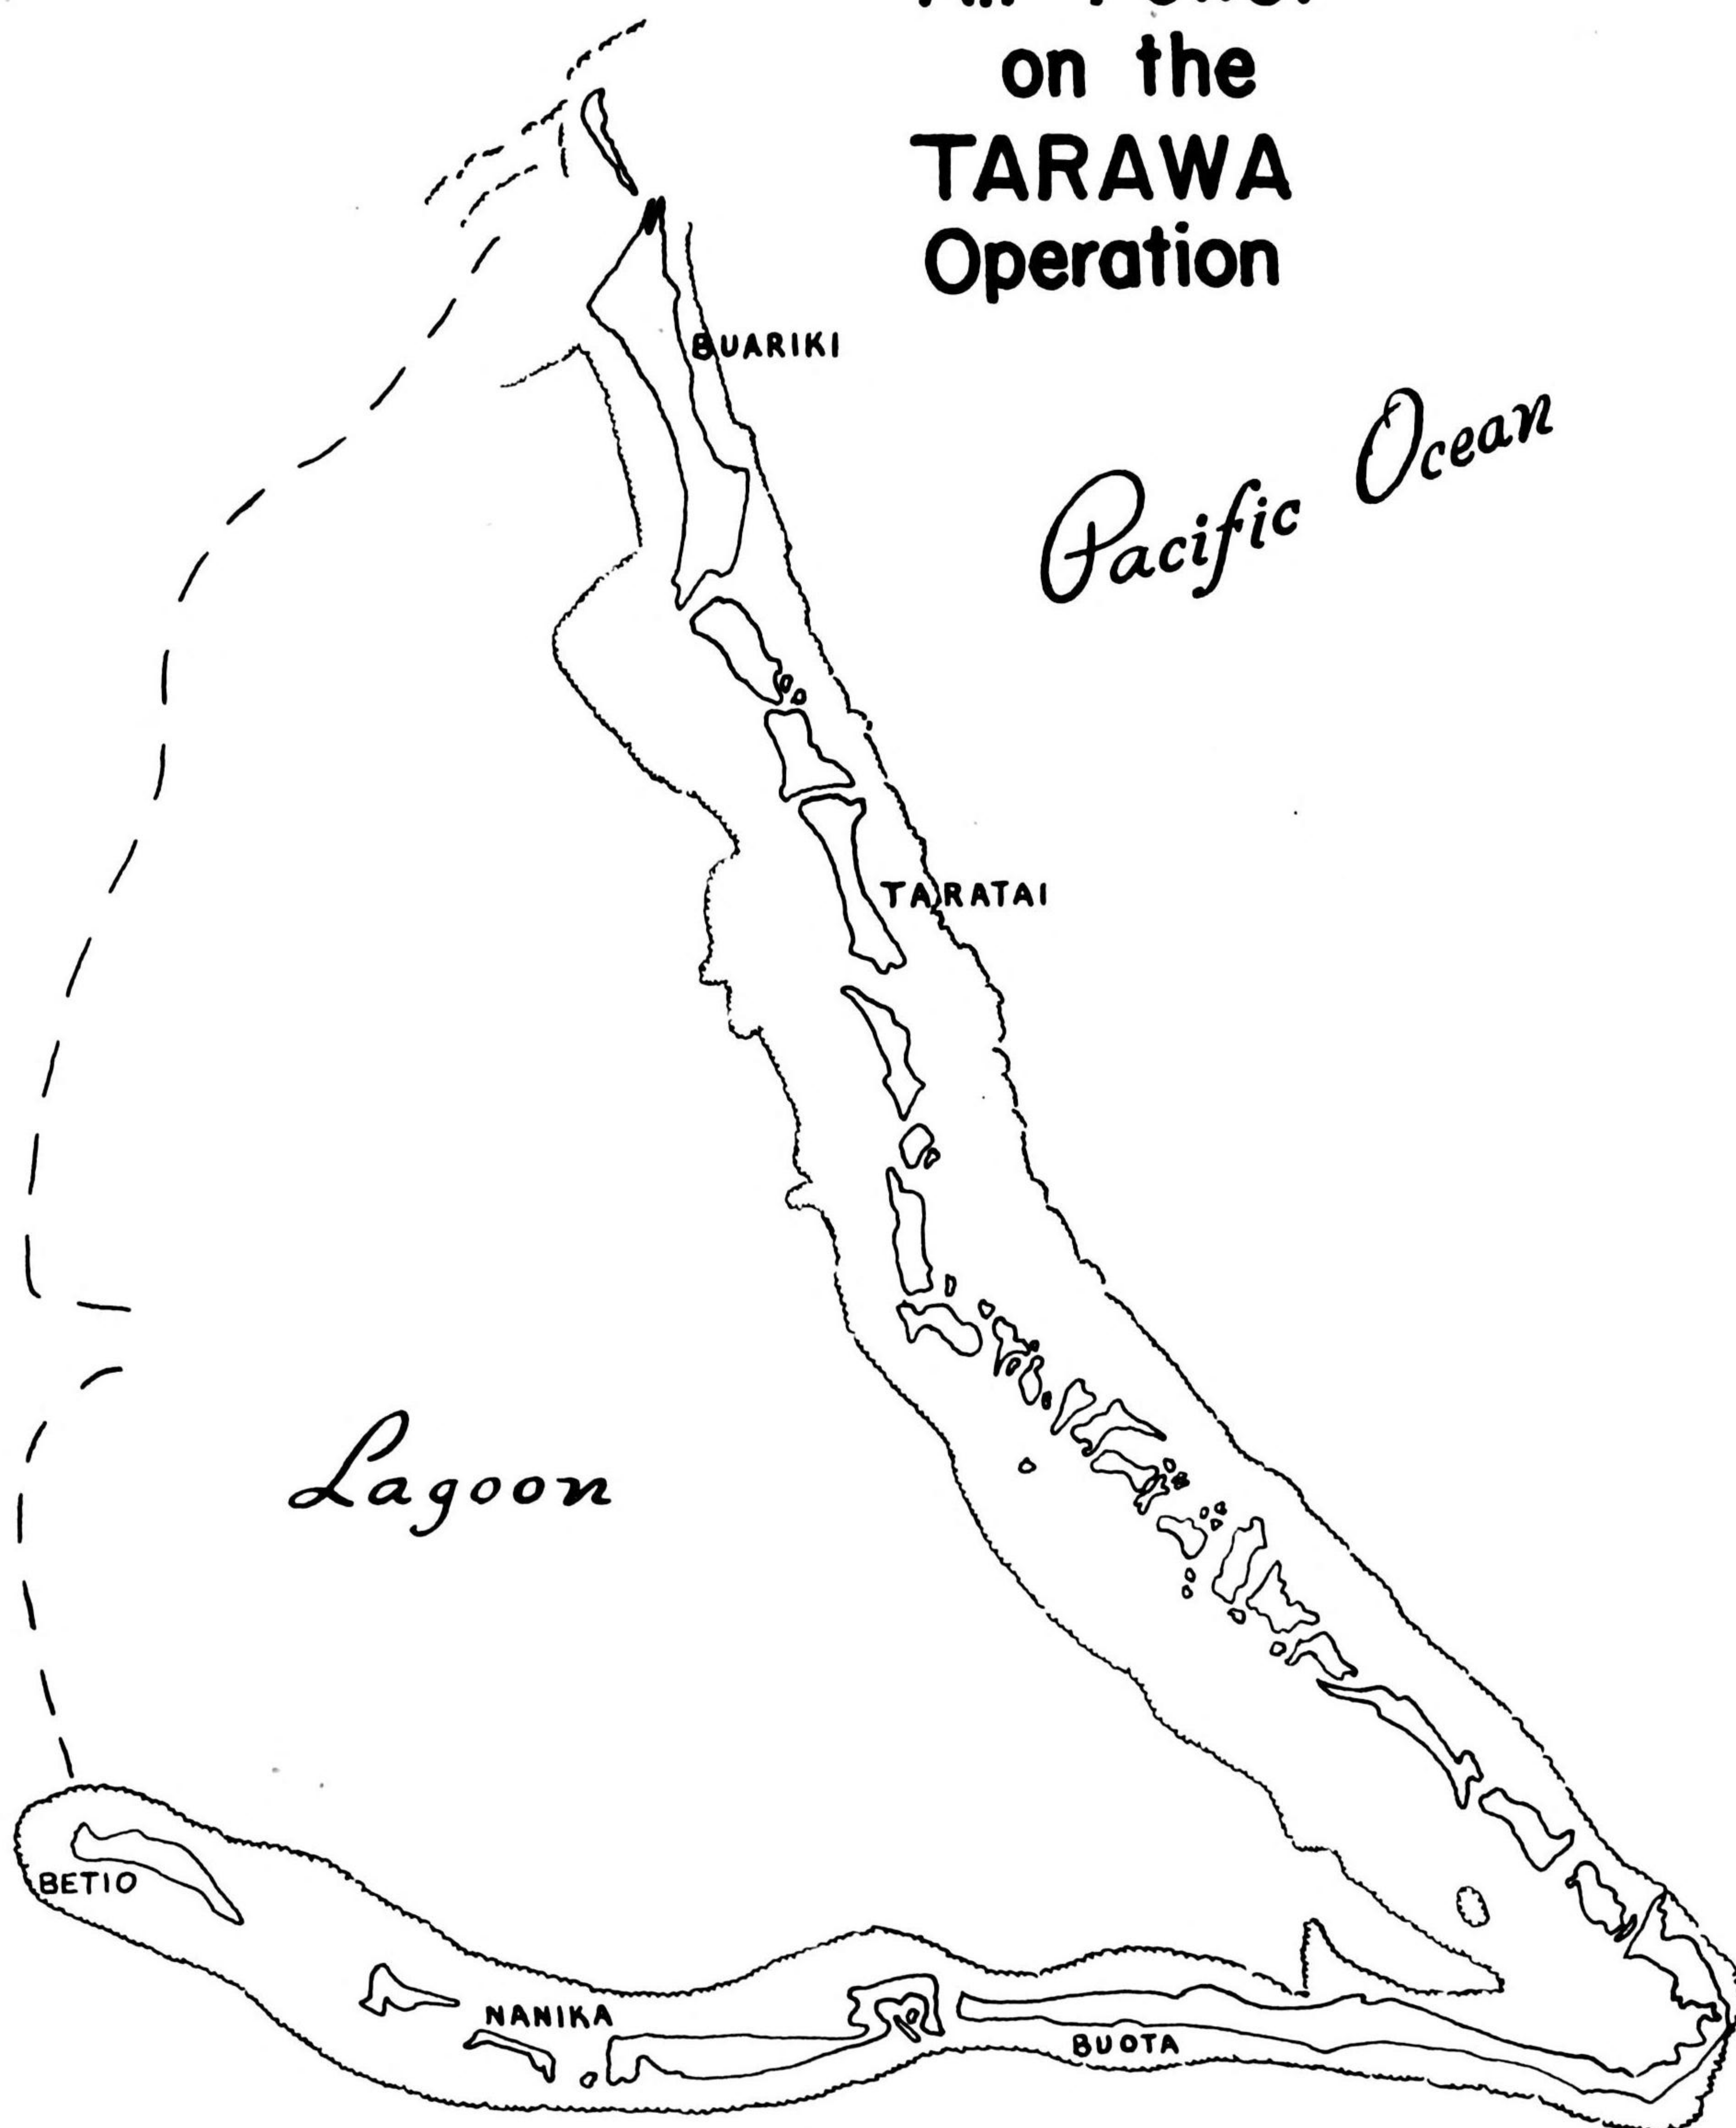 on the
TARAWA
Operation
BUARIKI
Pacific Ocean
TARATAI
Lagoon
BETIO
NANIKA
BUOTA